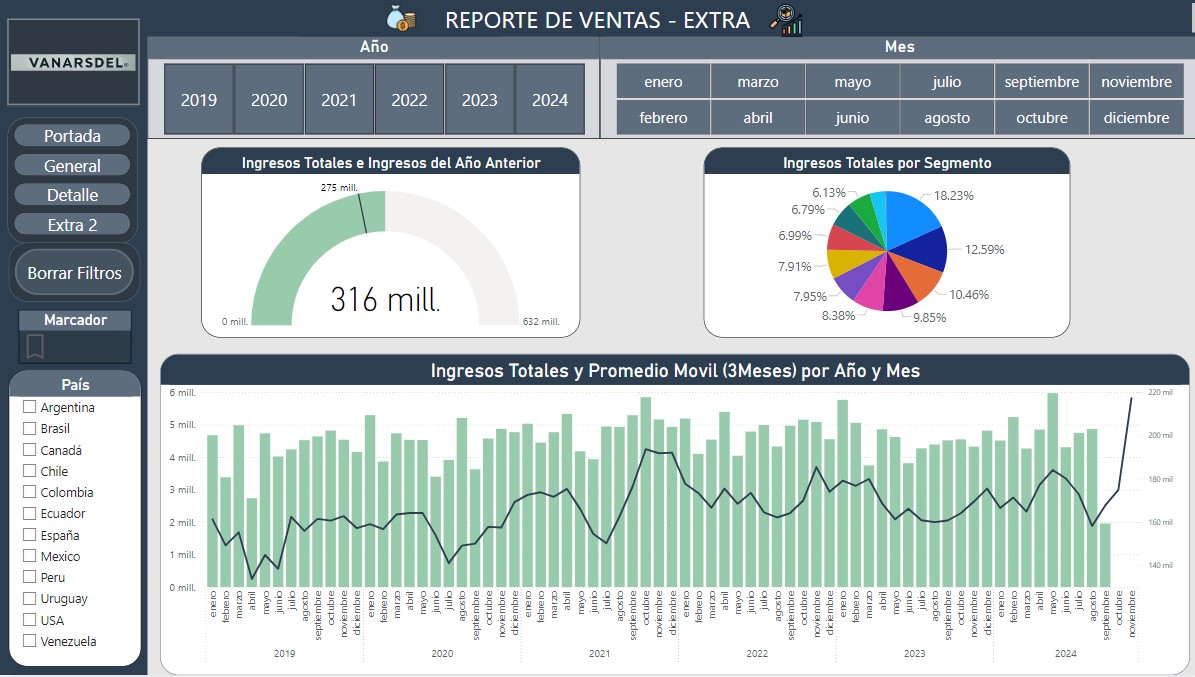 REPORTE DE VENTAS - EXTRA
VANARSDEL®
Año
Mes
2019 2020 2021 2022 2023 2024
enero marzo mayo julio septiembre noviembre
febrero abril junio agosto octubre diciembre
Portada
General
Detalle
Extra 2
Borrar Filtros
Marcador
País
Argentina
Brasil
Canadá
Chile
Colombia
Ecuador
España
Mexico
Peru
Uruguay
USA
Venezuela
Ingresos Totales e Ingresos del Año Anterior
275 mill.
316 mill.
0 mill.
632 mill.
Ingresos Totales por Segmento
18.23%
12.59%
10.46%
9.85%
8.38%
7.95%
7.91%
6.99%
6.79%
6.13%
Ingresos Totales y Promedio Movil (3Meses) por Año y Mes
6 mill.
5 mill.
4 mill.
3 mill.
2 mill.
1 mill.
0 mill.
220 mil
200 mil
180 mil
160 mil
140 mil
enero febrero marzo abril mayo junio julio agosto septiembre octubre noviembre diciembre
enero febrero marzo abril mayo junio julio agosto septiembre octubre noviembre diciembre
enero febrero marzo abril mayo junio julio agosto septiembre octubre noviembre diciembre
enero febrero marzo abril mayo junio julio agosto septiembre octubre noviembre diciembre
enero febrero marzo abril mayo junio julio agosto septiembre octubre noviembre diciembre
enero febrero marzo abril mayo junio julio agosto septiembre octubre noviembre
2019 2020 2021 2022 2023 2024